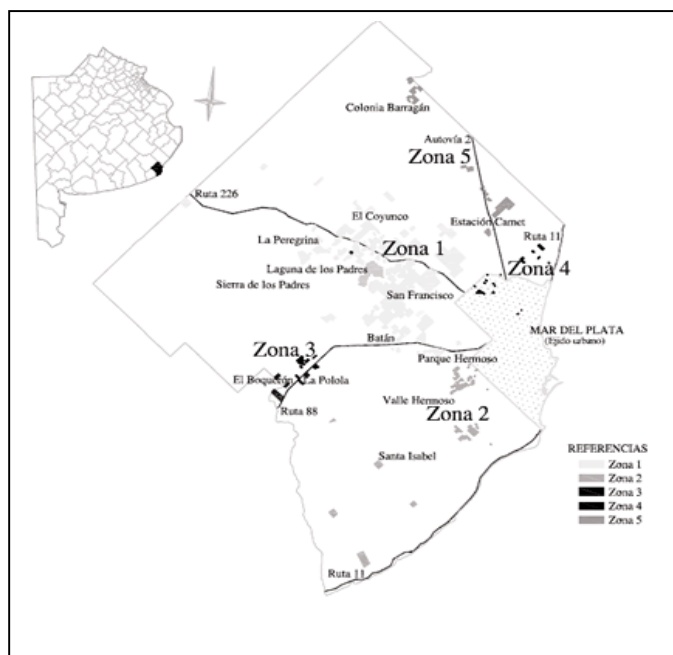 Colonia Barragán
Autovía 2
Zona 5
Ruta 226
El Coyunco
Estación Camet
La Peregrina
Ruta 11
Zona 1
Zona 4
Laguna de los Padres
Sierra de los Padres
San Francisco
MAR DEL PLATA
(Ejido urbano)
Batán
Zona 3
Parque Hermoso
El Boquerón
La Polola
Valle Hermoso
Ruta 88
Zona 2
Santa Isabel
Ruta 11
REFERENCIAS
Zona 1
Zona 2
Zona 3
Zona 4
Zona 5